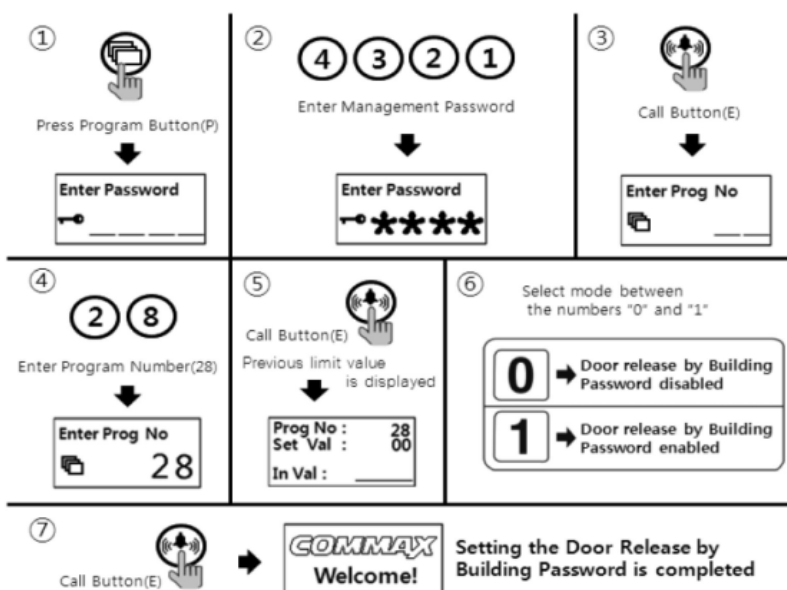 ①
Press Program Button(P)
Enter Password
②
4 3 2 1
Enter Management Password
Enter Password
****
③
Call Button(E)
Enter Prog No
④
2 8
Enter Program Number(28)
Enter Prog No
28
⑤
Call Button(E)
Previous limit value
is displayed
Prog No : 28
Set Val : 00
In Val :
⑥
Select mode between
the numbers "0" and "1"
0
Door release by Building
Password disabled
1
Door release by Building
Password enabled
⑦
Call Button(E)
COMMAX
Welcome!
Setting the Door Release by
Building Password is completed